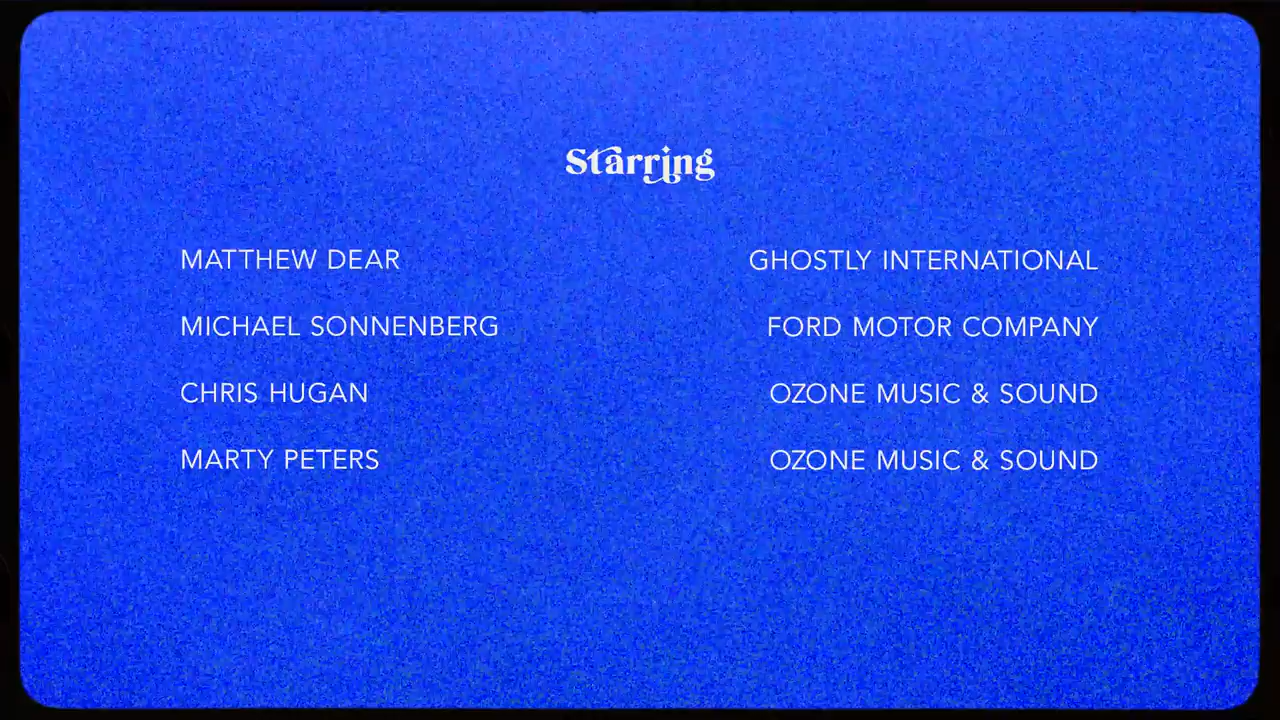 Starring
MATTHEW DEAR GHOSTLY INTERNATIONAL
MICHAEL SONNENBERG FORD MOTOR COMPANY
CHRIS HUGAN OZONE MUSIC & SOUND
MARTY PETERS OZONE MUSIC & SOUND